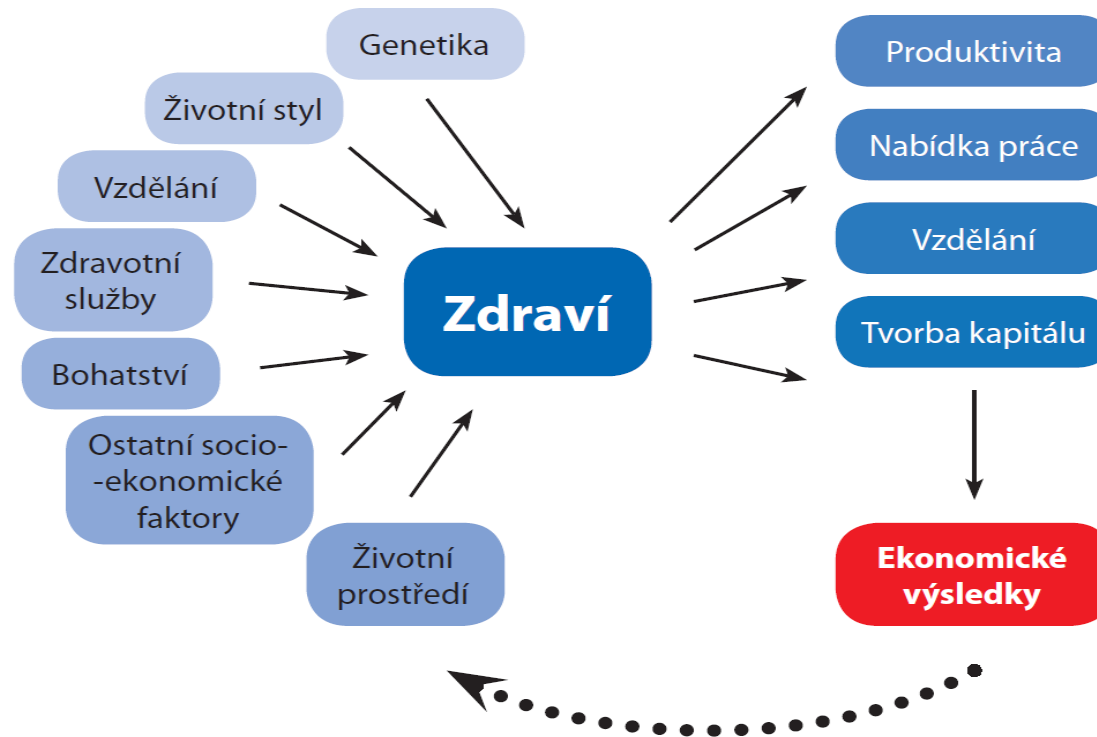 Genetika
Životní styl
Vzdělání
Zdravotní
služby
Bohatství
Ostatní socio-
-ekonomické
faktory
Životní
prostředí
Zdraví
Produktivita
Nabídka práce
Vzdělání
Tvorba kapitálu
Ekonomické
výsledky